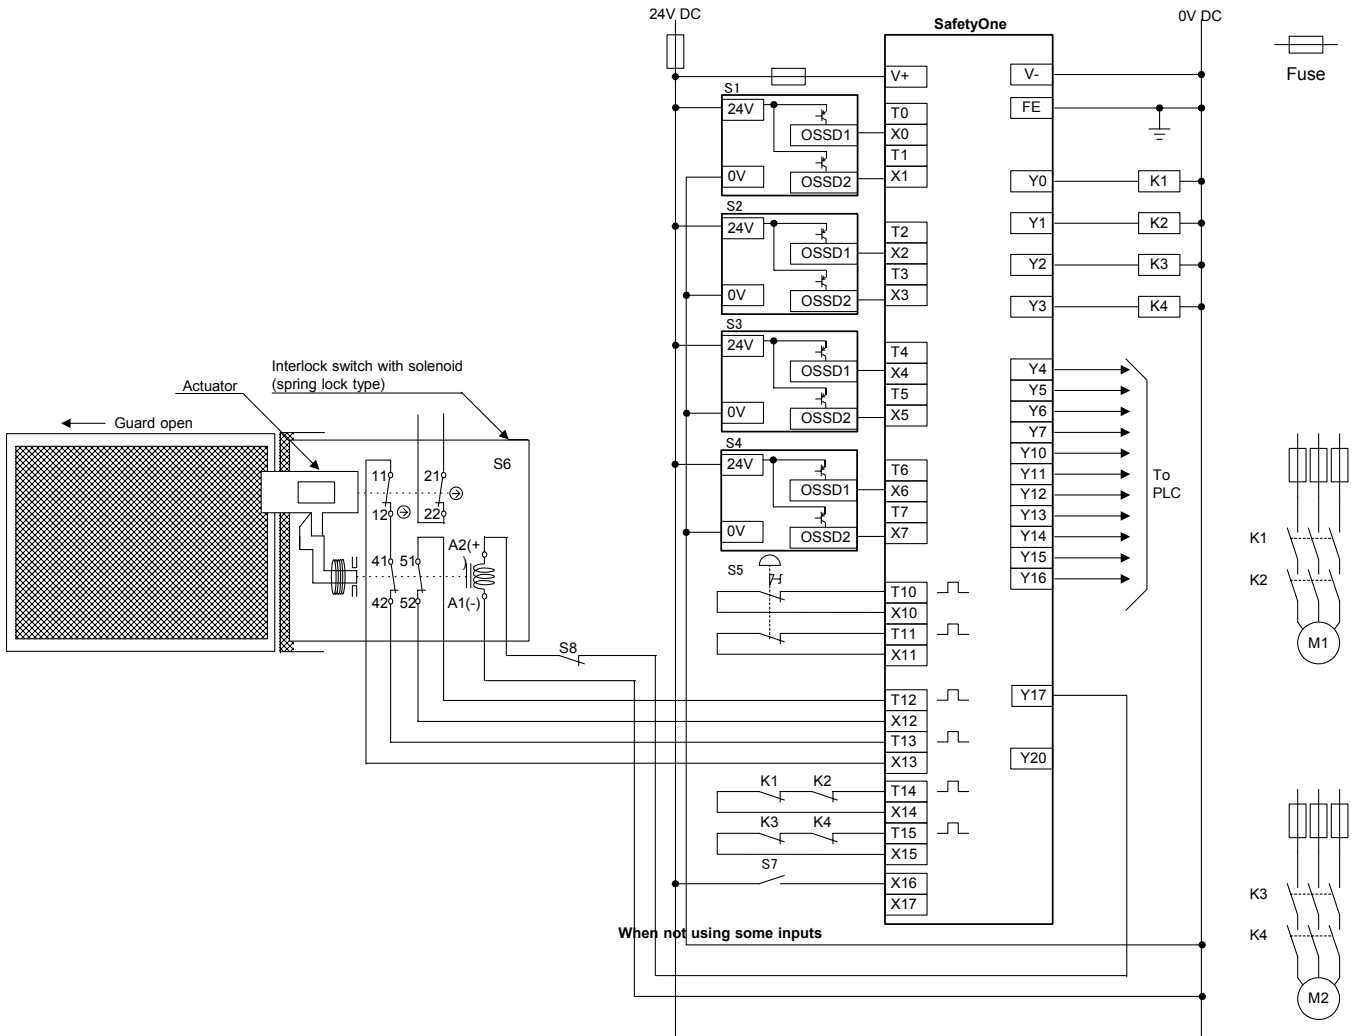 24V DC
0V DC
SafetyOne
Fuse
V+
V-
FE
S1
24V
OSSD1
0V
OSSD2
T0
X0
T1
X1
Y0
K1
S2
24V
OSSD1
0V
OSSD2
T2
X2
T3
X3
Y1
K2
Y2
K3
Y3
K4
S3
24V
OSSD1
0V
OSSD2
T4
X4
T5
X5
S4
24V
OSSD1
0V
OSSD2
T6
X6
T7
X7
Y4
Y5
Y6
Y7
Y10
Y11
Y12
Y13
Y14
Y15
Y16
To
PLC
Interlock switch with solenoid
(spring lock type)
Actuator
Guard open
S6
11
21
12
22
41
51
A2(+
)
42
52
A1(-)
S5
T10
X10
T11
X11
S8
T12
X12
T13
X13
Y17
Y20
K1
K2
T14
X14
K3
K4
T15
X15
S7
X16
X17
When not using some inputs
K1
K2
M1
K3
K4
M2